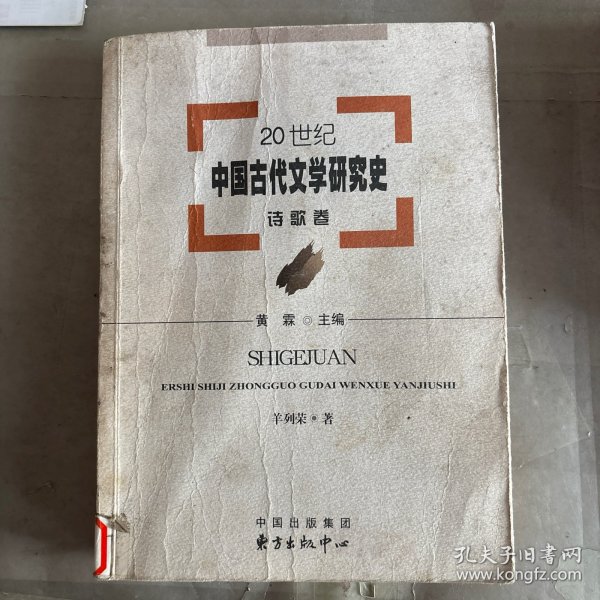 20世纪
中国古代文学研究史
诗歌卷
黄霖◎主编
SHIGEJUAN
ERSHI SHIJI ZHONGGUO GUDAI WENXUE YANJIUSHI
羊列荣·著
中国出版集团
东方出版中心
孔夫子旧书网
www.kongfz.com